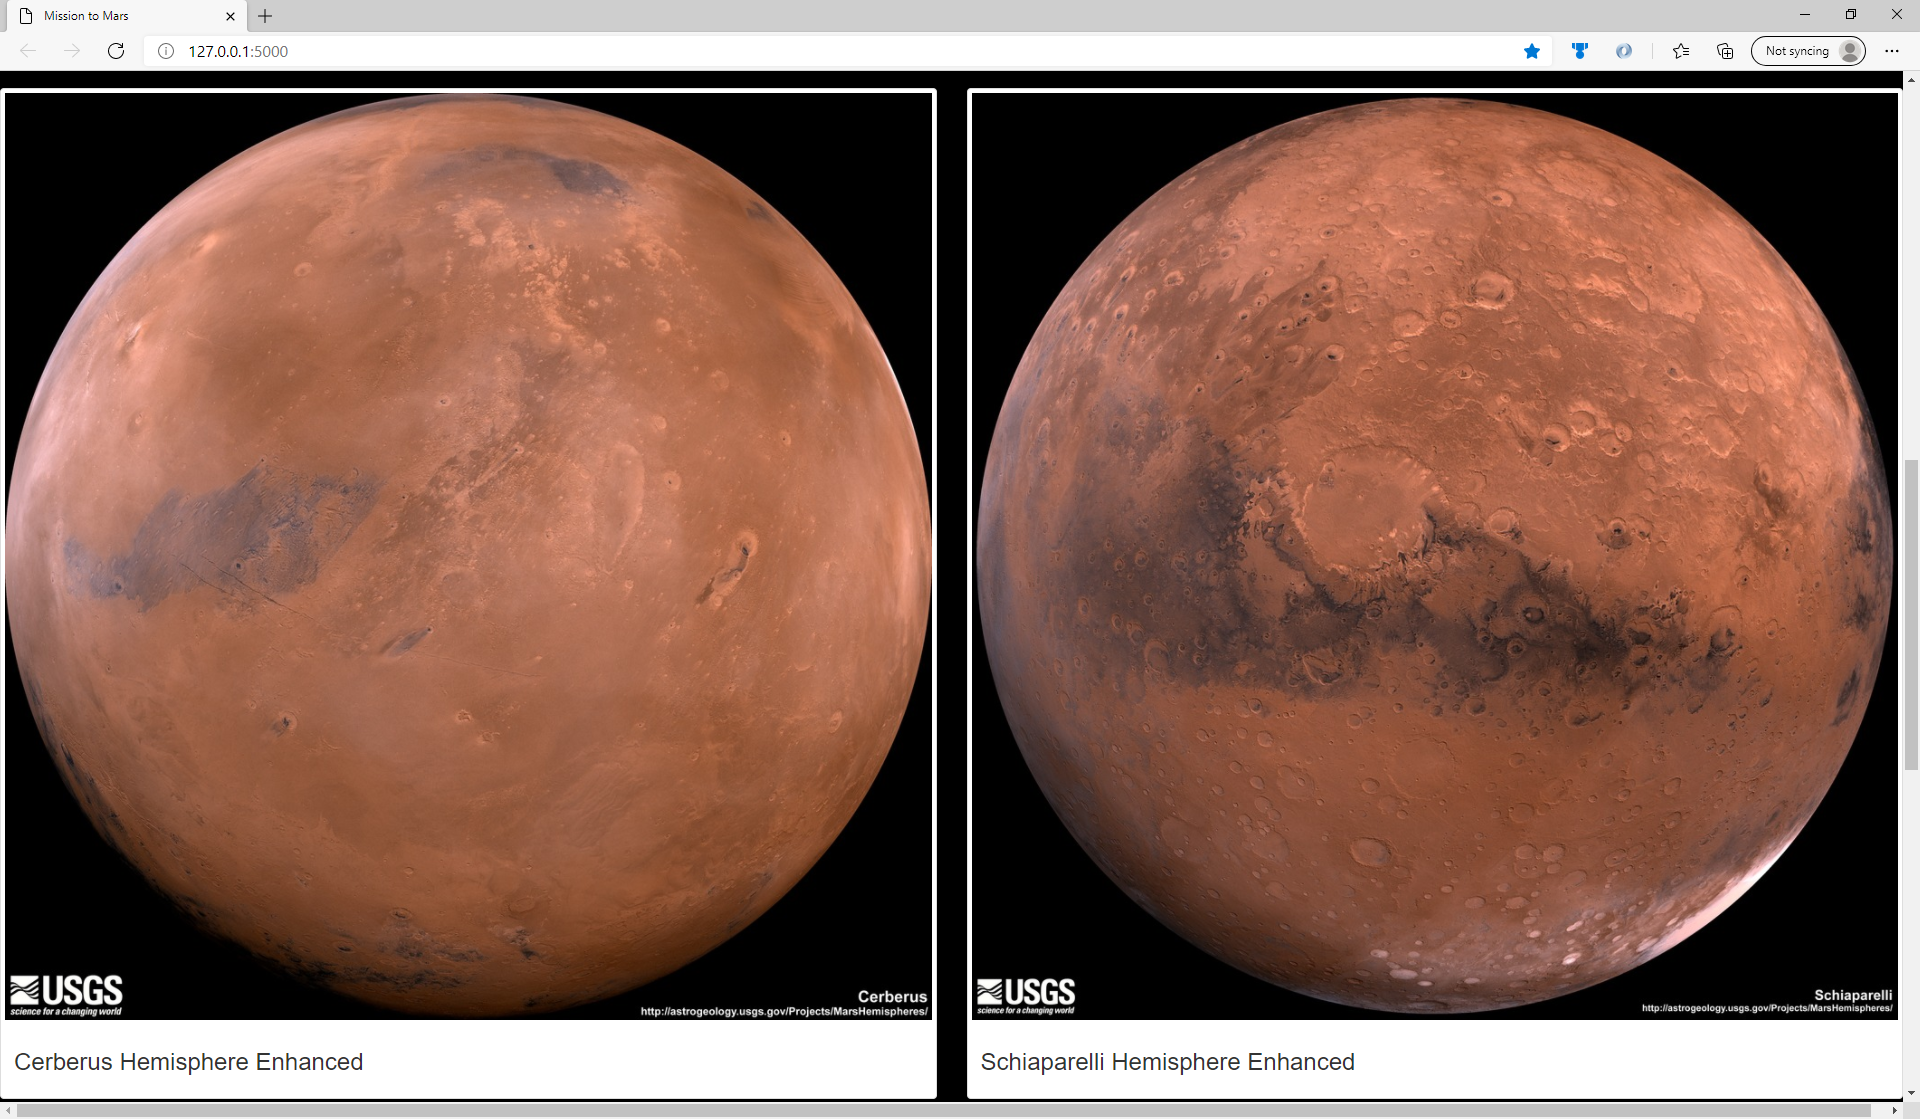 Mission to Mars
127.0.0.1:5000
Not syncing
USGS
science for a changing world
Cerberus
http://astrogeology.usgs.gov/Projects/MarsHemispheres/
USGS
science for a changing world
Schiaparelli
http://astrogeology.usgs.gov/Projects/MarsHemispheres/
Cerberus Hemisphere Enhanced
Schiaparelli Hemisphere Enhanced